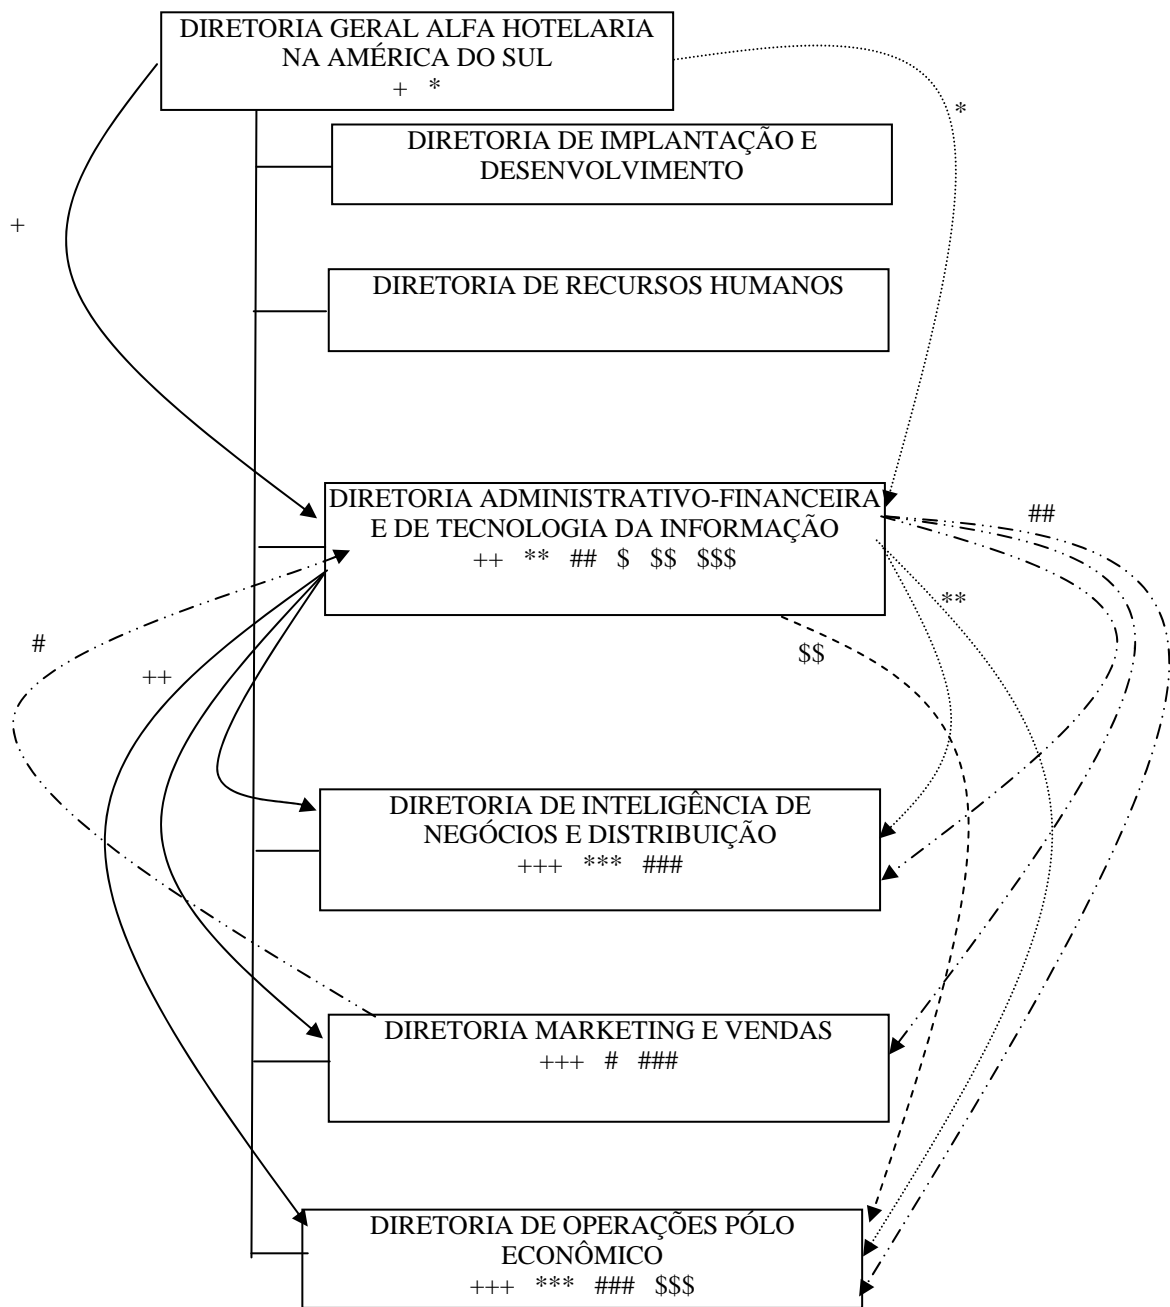 DIRETORIA GERAL ALFA HOTELARIA
NA AMÉRICA DO SUL
+ *
*
DIRETORIA DE IMPLANTAÇÃO E
DESENVOLVIMENTO
+
DIRETORIA DE RECURSOS HUMANOS
DIRETORIA ADMINISTRATIVO-FINANCEIRA
E DE TECNOLOGIA DA INFORMAÇÃO
++ ** ## $ $$ $$$
##
**
#
++
$$
DIRETORIA DE INTELIGÊNCIA DE
NEGÓCIOS E DISTRIBUIÇÃO
+++ *** ###
DIRETORIA MARKETING E VENDAS
+++ # ###
DIRETORIA DE OPERAÇÕES PÓLO
ECONÔMICO
+++ *** ### $$$